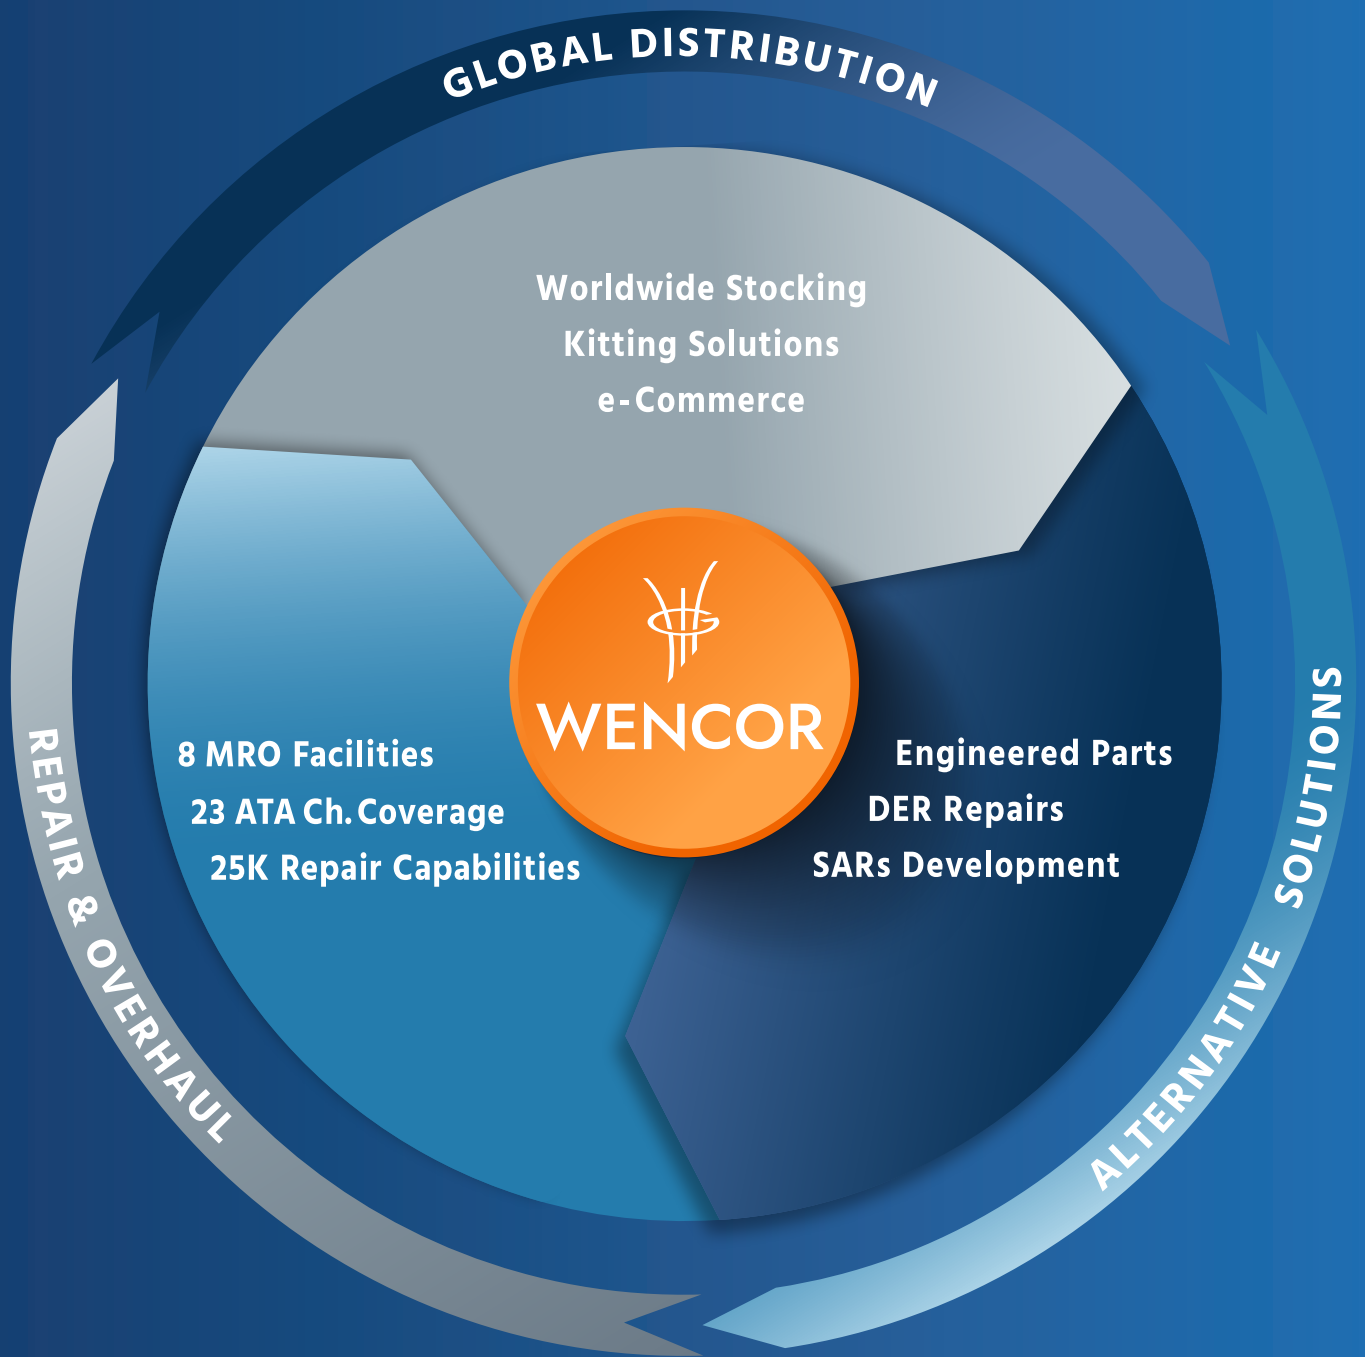 GLOBAL DISTRIBUTION
Worldwide Stocking
Kitting Solutions
e-Commerce
WENCOR
8 MRO Facilities
23 ATA Ch. Coverage
25K Repair Capabilities
Engineered Parts
DER Repairs
SARs Development
REPAIR & OVERHAUL
ALTERNATIVE SOLUTIONS